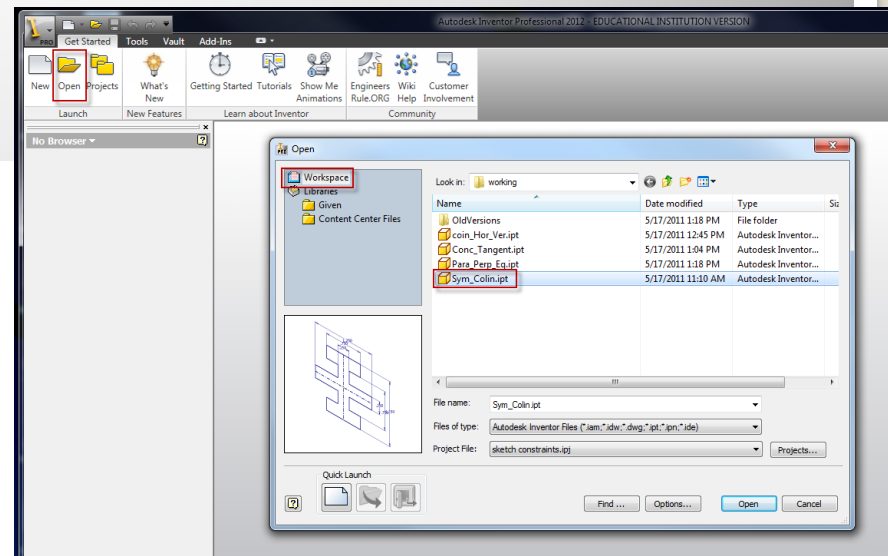 Autodesk Inventor Professional 2012 - EDUCATIONAL INSTITUTION VERSION
PRO
Get Started Tools Vault Add-Ins
New Open Projects What's New Getting Started Tutorials Show Me Animations Engineers Rule.ORG Wiki Help Customer Involvement
Launch New Features Learn about Inventor Community
No Browser
Open
Workspace
Libraries
Given
Content Center Files
Look in: working
Name Date modified Type Siz
OldVersions 5/17/2011 1:18 PM File folder
coin_Hor_Ver.ipt 5/17/2011 12:45 PM Autodesk Inventor...
Conc_Tangent.ipt 5/17/2011 1:04 PM Autodesk Inventor...
Para_Perp_Eq.ipt 5/17/2011 1:18 PM Autodesk Inventor...
Sym_Colin.ipt 5/17/2011 11:10 AM Autodesk Inventor...
File name: Sym_Colin.ipt
Files of type: Autodesk Inventor Files (*.iam;*.idw;*.dwg;*.ipt;*.ipn;*.ide)
Project File: sketch constraints.ipj Projects...
Quick Launch
Find ... Options... Open Cancel